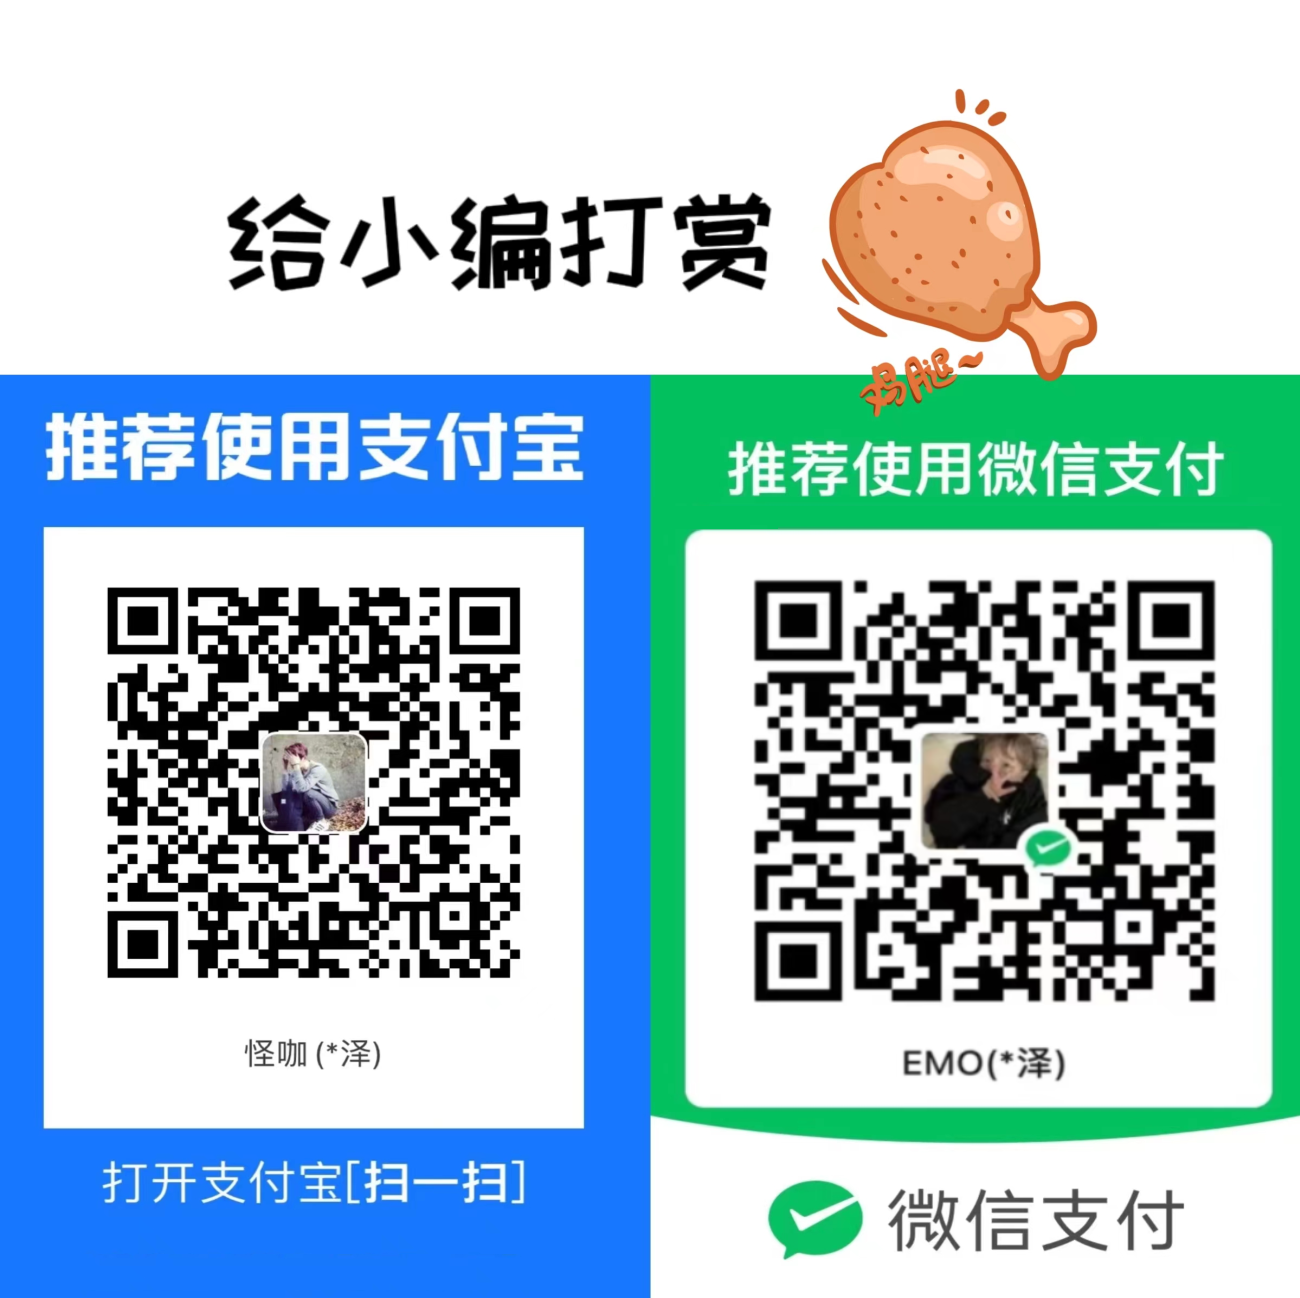 给小编打赏
鸡腿~
推荐使用支付宝
怪咖 (*泽)
打开支付宝[扫一扫]
推荐使用微信支付
EMO(*泽)
微信支付